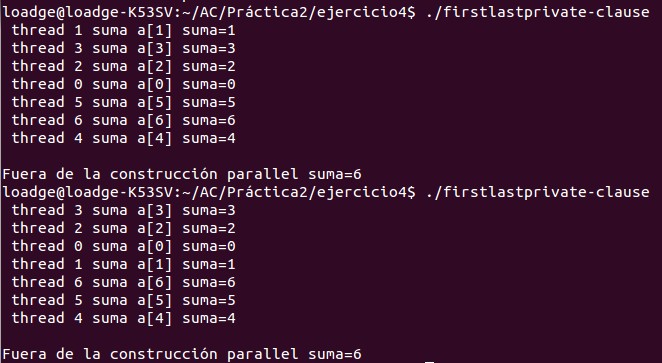 loadge@loadge-K53SV:~/AC/Práctica2/ejercicio4$ ./firstlastprivate-clause
thread 1 suma a[1] suma=1
thread 3 suma a[3] suma=3
thread 2 suma a[2] suma=2
thread 0 suma a[0] suma=0
thread 5 suma a[5] suma=5
thread 6 suma a[6] suma=6
thread 4 suma a[4] suma=4
Fuera de la construcción parallel suma=6
loadge@loadge-K53SV:~/AC/Práctica2/ejercicio4$ ./firstlastprivate-clause
thread 3 suma a[3] suma=3
thread 2 suma a[2] suma=2
thread 0 suma a[0] suma=0
thread 1 suma a[1] suma=1
thread 6 suma a[6] suma=6
thread 5 suma a[5] suma=5
thread 4 suma a[4] suma=4
Fuera de la construcción parallel suma=6